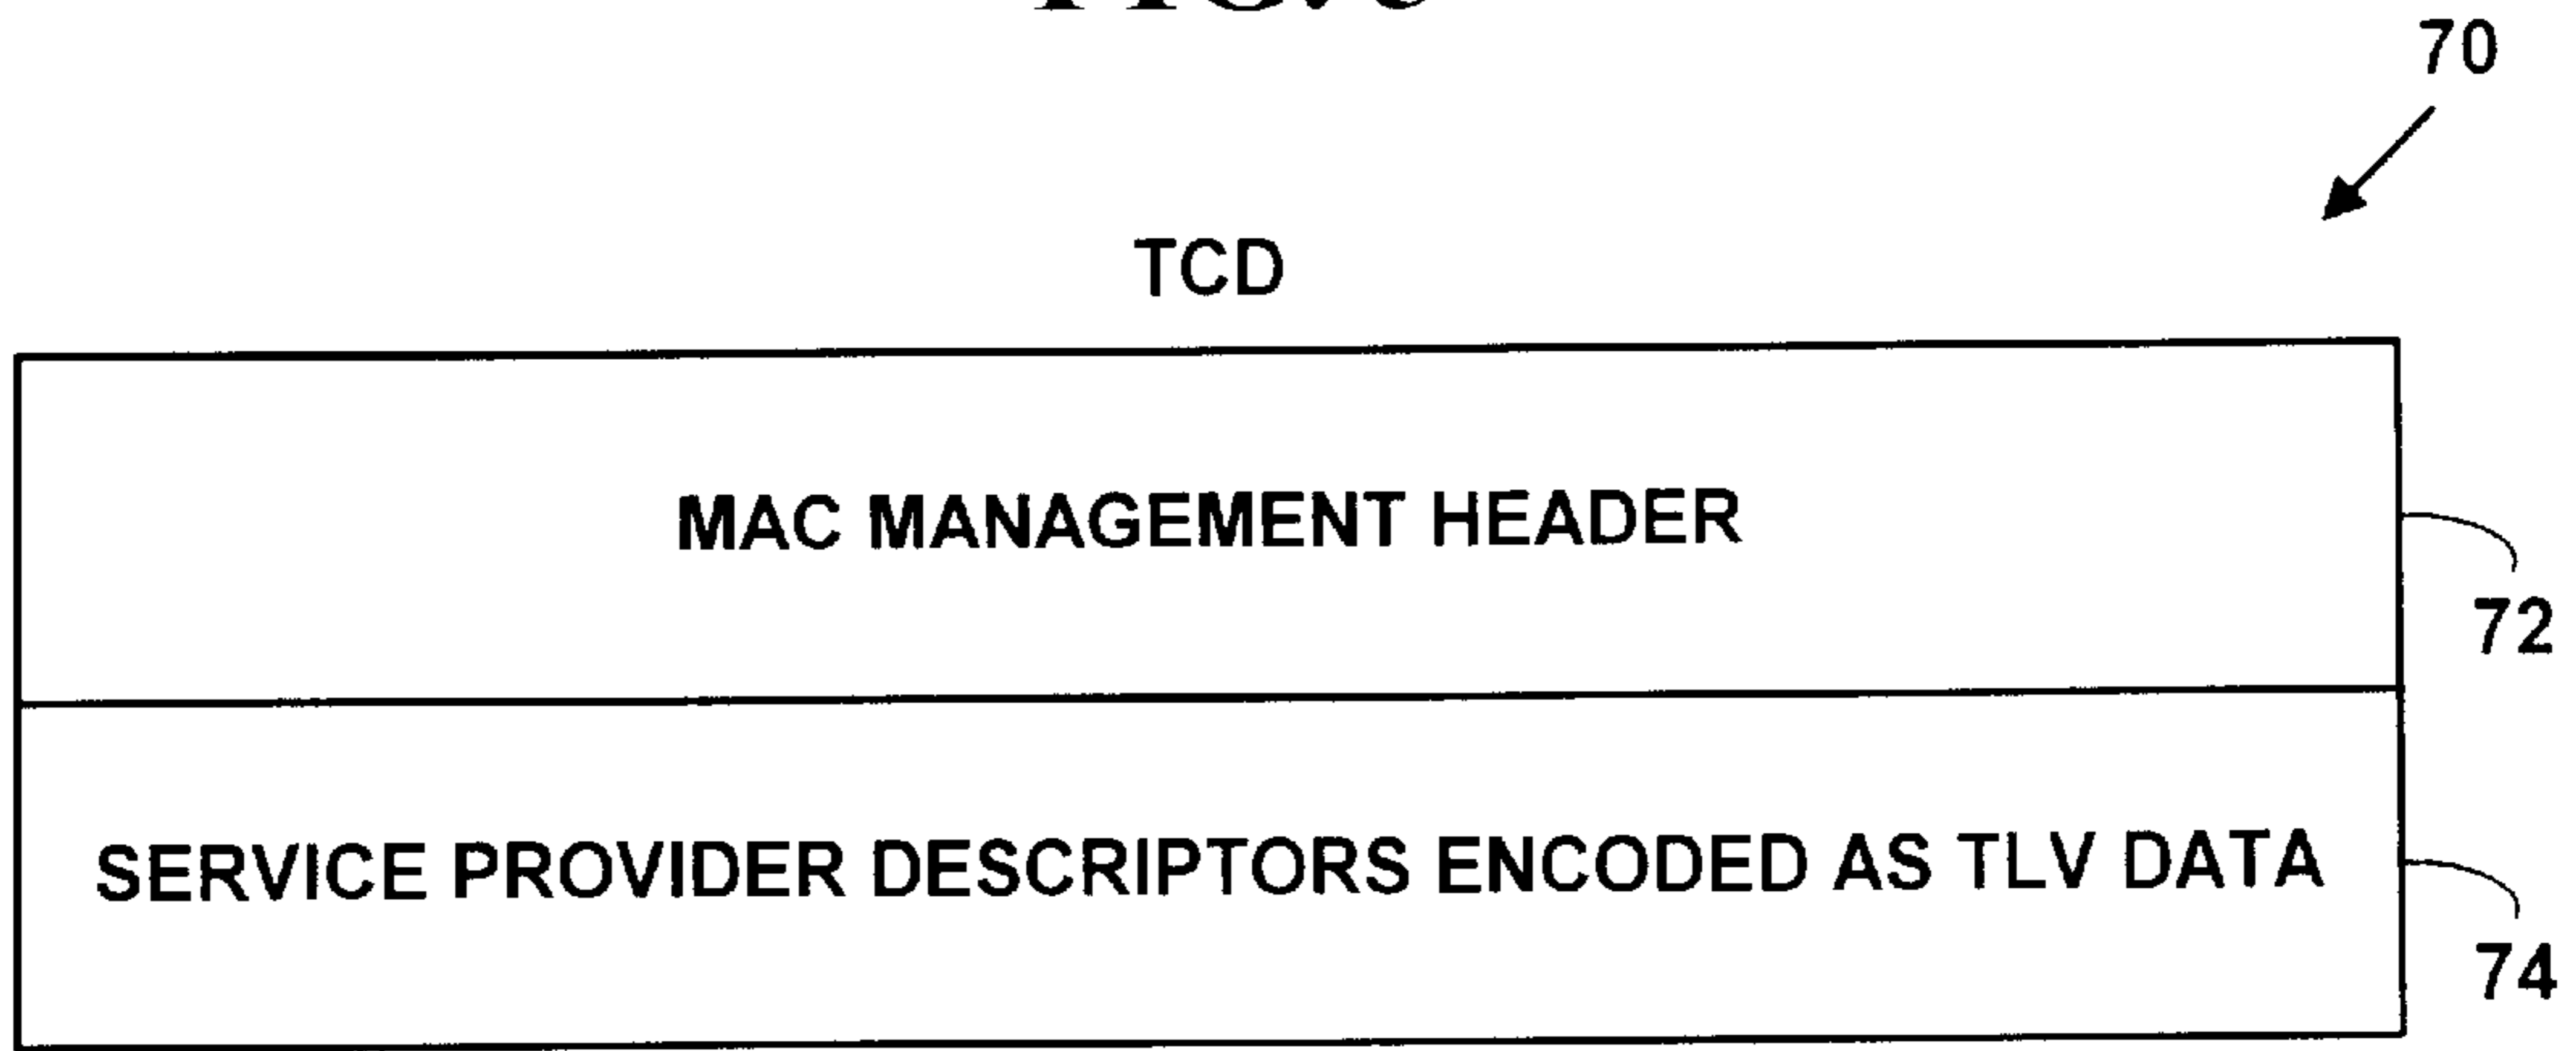 70
TCD
MAC MANAGEMENT HEADER
72
SERVICE PROVIDER DESCRIPTORS ENCODED AS TLV DATA
74